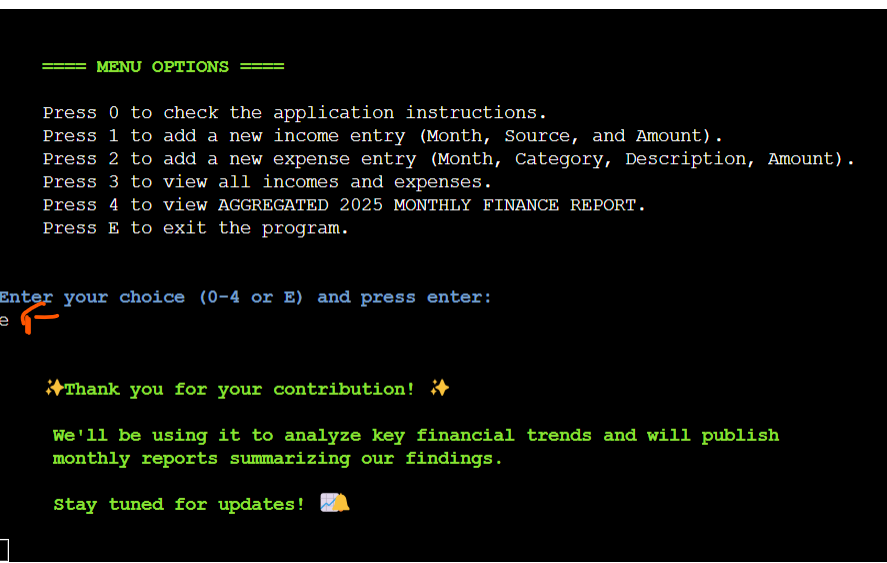 ==== MENU OPTIONS ====
Press 0 to check the application instructions.
Press 1 to add a new income entry (Month, Source, and Amount).
Press 2 to add a new expense entry (Month, Category, Description, Amount).
Press 3 to view all incomes and expenses.
Press 4 to view AGGREGATED 2025 MONTHLY FINANCE REPORT.
Press E to exit the program.
Enter your choice (0-4 or E) and press enter:
e
✨Thank you for your contribution! ✨
We'll be using it to analyze key financial trends and will publish
monthly reports summarizing our findings.
Stay tuned for updates! 📈🔔